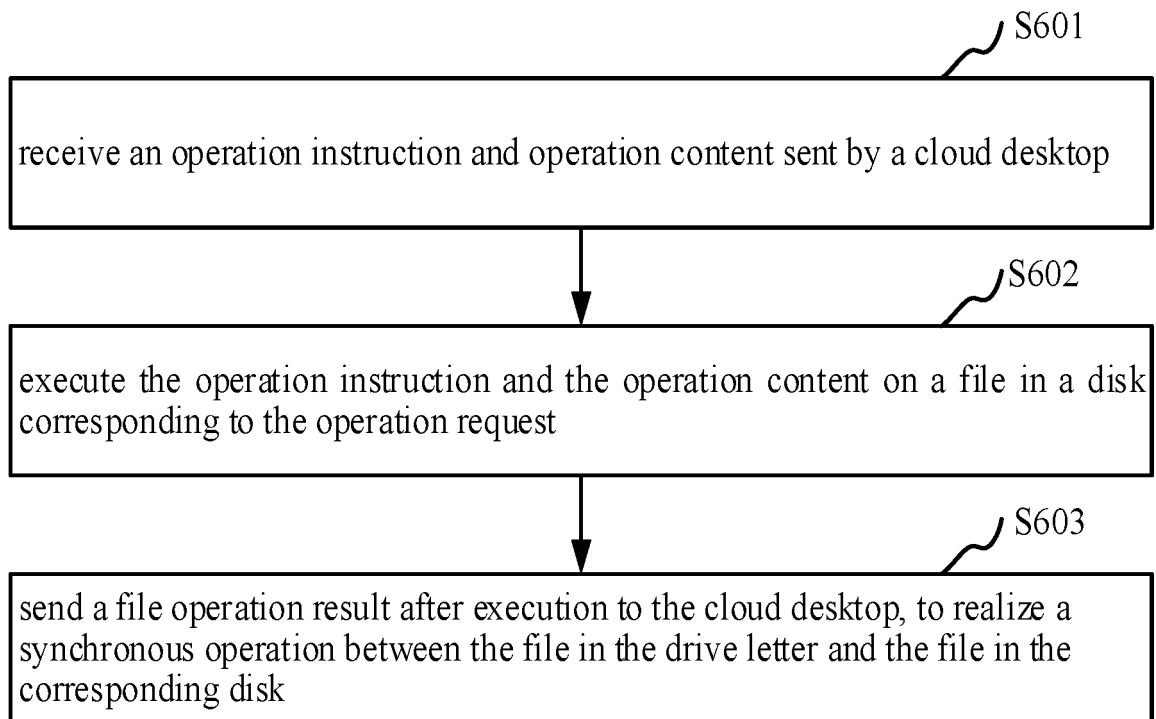 S601
receive an operation instruction and operation content sent by a cloud desktop
S602
execute the operation instruction and the operation content on a file in a disk
corresponding to the operation request
S603
send a file operation result after execution to the cloud desktop, to realize a
synchronous operation between the file in the drive letter and the file in the
corresponding disk